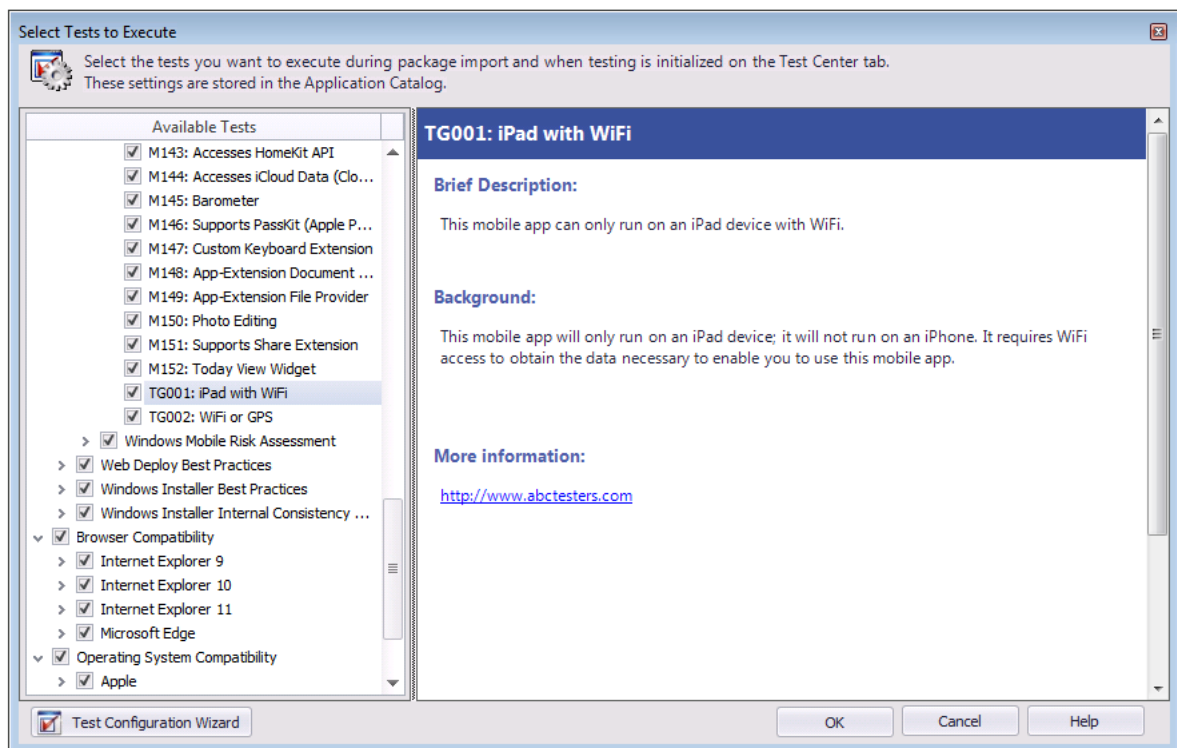 Select Tests to Execute
Select the tests you want to execute during package import and when testing is initialized on the Test Center tab.
These settings are stored in the Application Catalog.
Available Tests
M143: Accesses HomeKit API
M144: Accesses iCloud Data (Clo...
M145: Barometer
M146: Supports PassKit (Apple P...
M147: Custom Keyboard Extension
M148: App-Extension Document ...
M149: App-Extension File Provider
M150: Photo Editing
M151: Supports Share Extension
M152: Today View Widget
TG001: iPad with WiFi
TG002: WiFi or GPS
Windows Mobile Risk Assessment
Web Deploy Best Practices
Windows Installer Best Practices
Windows Installer Internal Consistency ...
Browser Compatibility
Internet Explorer 9
Internet Explorer 10
Internet Explorer 11
Microsoft Edge
Operating System Compatibility
Apple
TG001: iPad with WiFi
Brief Description:
This mobile app can only run on an iPad device with WiFi.
Background:
This mobile app will only run on an iPad device; it will not run on an iPhone. It requires WiFi
access to obtain the data necessary to enable you to use this mobile app.
More information:
http://www.abctesters.com
Test Configuration Wizard
OK
Cancel
Help